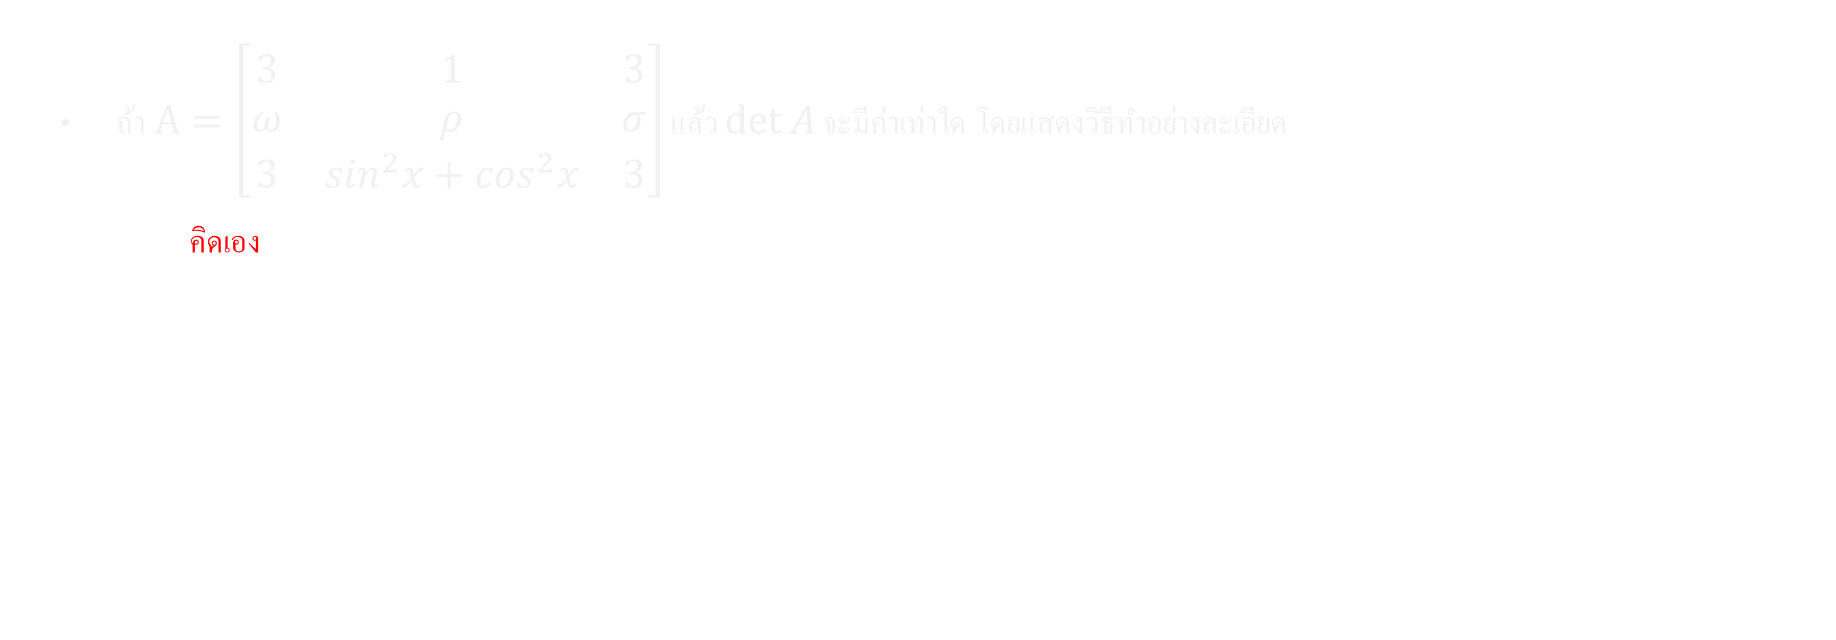 • ถ้า A = [3 1 3; ω ρ σ; 3 sin²x + cos²x 3] แล้ว det A จะมีค่าเท่าใด โดยแสดงวิธีทำอย่างละเอียด
คิดเอง